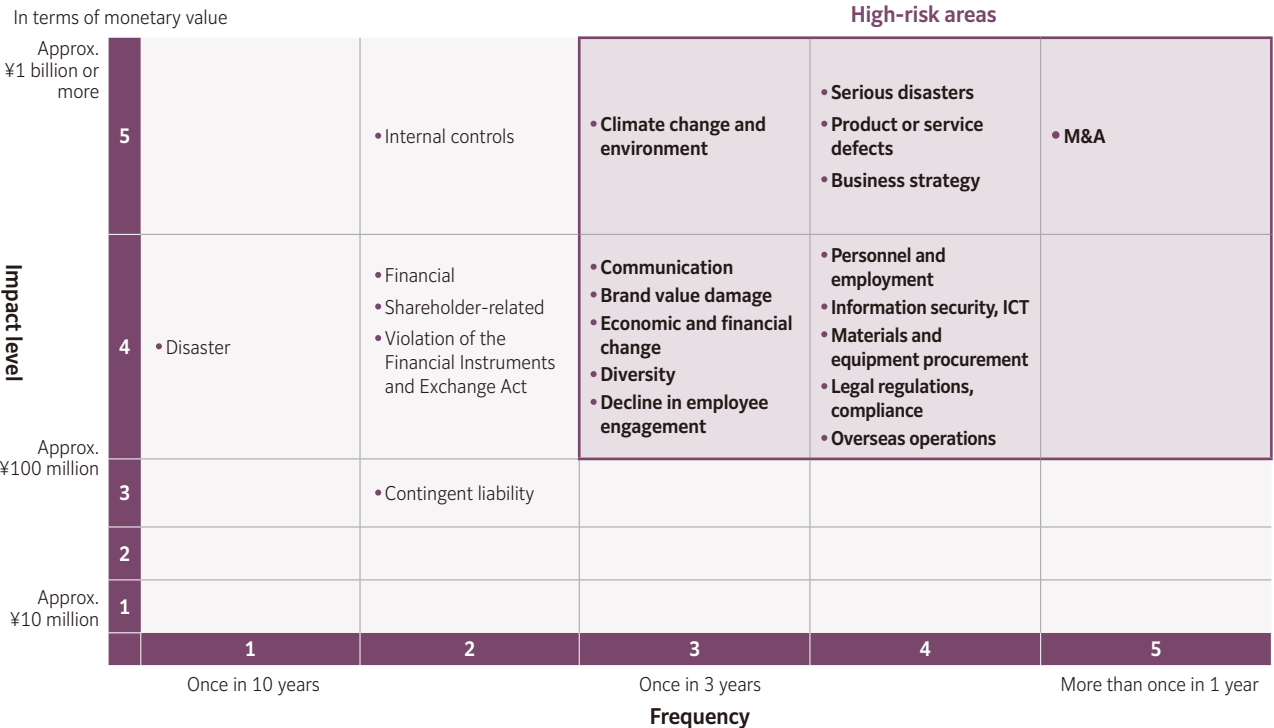 In terms of monetary value
High-risk areas
Approx.
¥1 billion or
more
5
• Internal controls
• Climate change and
environment
• Serious disasters
• Product or service
defects
• Business strategy
• M&A
Impact level
4
• Disaster
• Financial
• Shareholder-related
• Violation of the
Financial Instruments
and Exchange Act
• Communication
• Brand value damage
• Economic and financial
change
• Diversity
• Decline in employee
engagement
• Personnel and
employment
• Information security, ICT
• Materials and
equipment procurement
• Legal regulations,
compliance
• Overseas operations
Approx.
¥100 million
3
• Contingent liability
2
Approx.
¥10 million
1
1
2
3
4
5
Once in 10 years
Once in 3 years
More than once in 1 year
Frequency